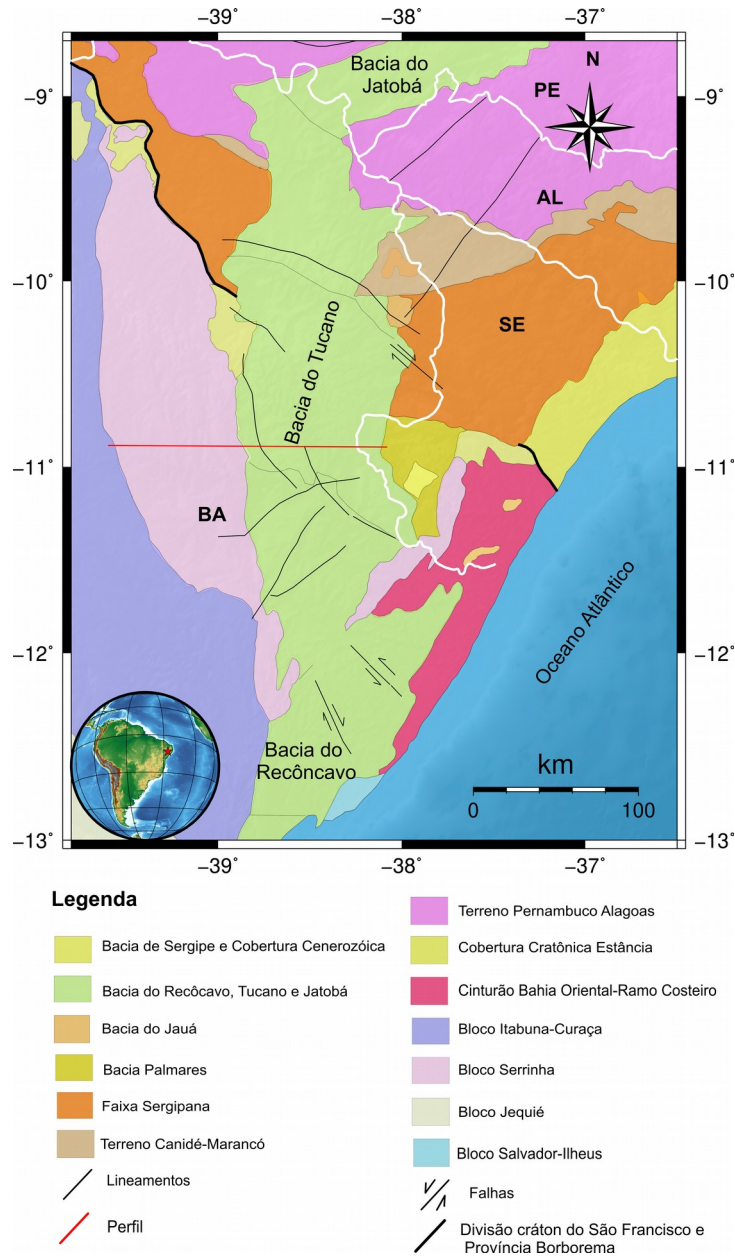 −39° −38° −37°
N
Bacia do
Jatobá
PE
−9° −9°
AL
−10° −10°
SE
Bacia do Tucano
−11° −11°
BA
Oceano Atlântico
−12° −12°
Bacia do
Recôncavo
km
0 100
−13° −13°
−39° −38° −37°
Legenda
Bacia de Sergipe e Cobertura Cenerozóica
Bacia do Recôcavo, Tucano e Jatobá
Bacia do Jauá
Bacia Palmares
Faixa Sergipana
Terreno Canidé-Marancó
Lineamentos
Perfil
Terreno Pernambuco Alagoas
Cobertura Cratônica Estância
Cinturão Bahia Oriental-Ramo Costeiro
Bloco Itabuna-Curaça
Bloco Serrinha
Bloco Jequié
Bloco Salvador-Ilheus
Falhas
Divisão cráton do São Francisco e
Província Borborema